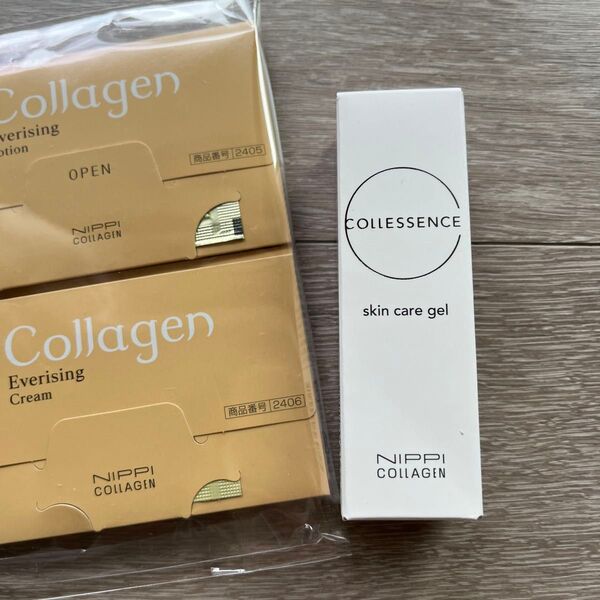 Collagen
verising
otion
OPEN
商品番号 2405
NIPPI
COLLAGEN
Collagen
Everising
Cream
商品番号 2406
NIPPI
COLLAGEN
COLLESSENCE
skin care gel
NIPPI
COLLAGEN